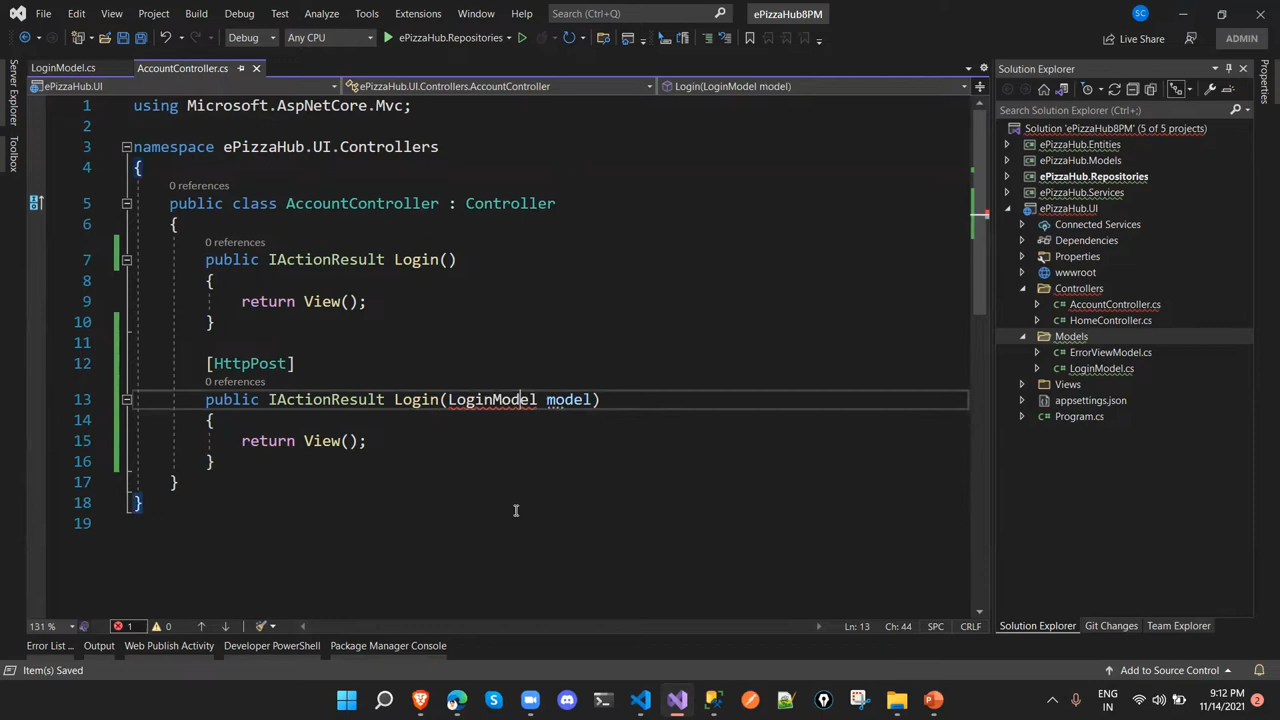 File Edit View Git Project Build Debug Test Analyze Tools Extensions Window Help Search (Ctrl+Q) ePizzaHub8PM SC
Debug Any CPU ePizzaHub.Repositories Live Share ADMIN
LoginModel.cs AccountController.cs
ePizzaHub.UI ePizzaHub.UI.Controllers.AccountController Login(LoginModel model)
Server Explorer
Toolbox
1 using Microsoft.AspNetCore.Mvc;
2
3 namespace ePizzaHub.UI.Controllers
4 {
0 references
5 public class AccountController : Controller
6 {
0 references
7 public IActionResult Login()
8 {
9 return View();
10 }
11
12 [HttpPost]
0 references
13 public IActionResult Login(LoginModel model)
14 {
15 return View();
16 }
17 }
18 }
19
131 % 1 0 Ln: 13 Ch: 44 SPC CRLF
Error List ... Output Web Publish Activity Developer PowerShell Package Manager Console
Item(s) Saved Add to Source Control
Solution Explorer
Search Solution Explorer (Ctrl+;)
Solution 'ePizzaHub8PM' (5 of 5 projects)
ePizzaHub.Entities
ePizzaHub.Models
ePizzaHub.Repositories
ePizzaHub.Services
ePizzaHub.UI
Connected Services
Dependencies
Properties
wwwroot
Controllers
AccountController.cs
HomeController.cs
Models
ErrorViewModel.cs
LoginModel.cs
Views
appsettings.json
Program.cs
Solution Explorer Git Changes Team Explorer
Properties
ENG
IN
9:12 PM
11/14/2021
2